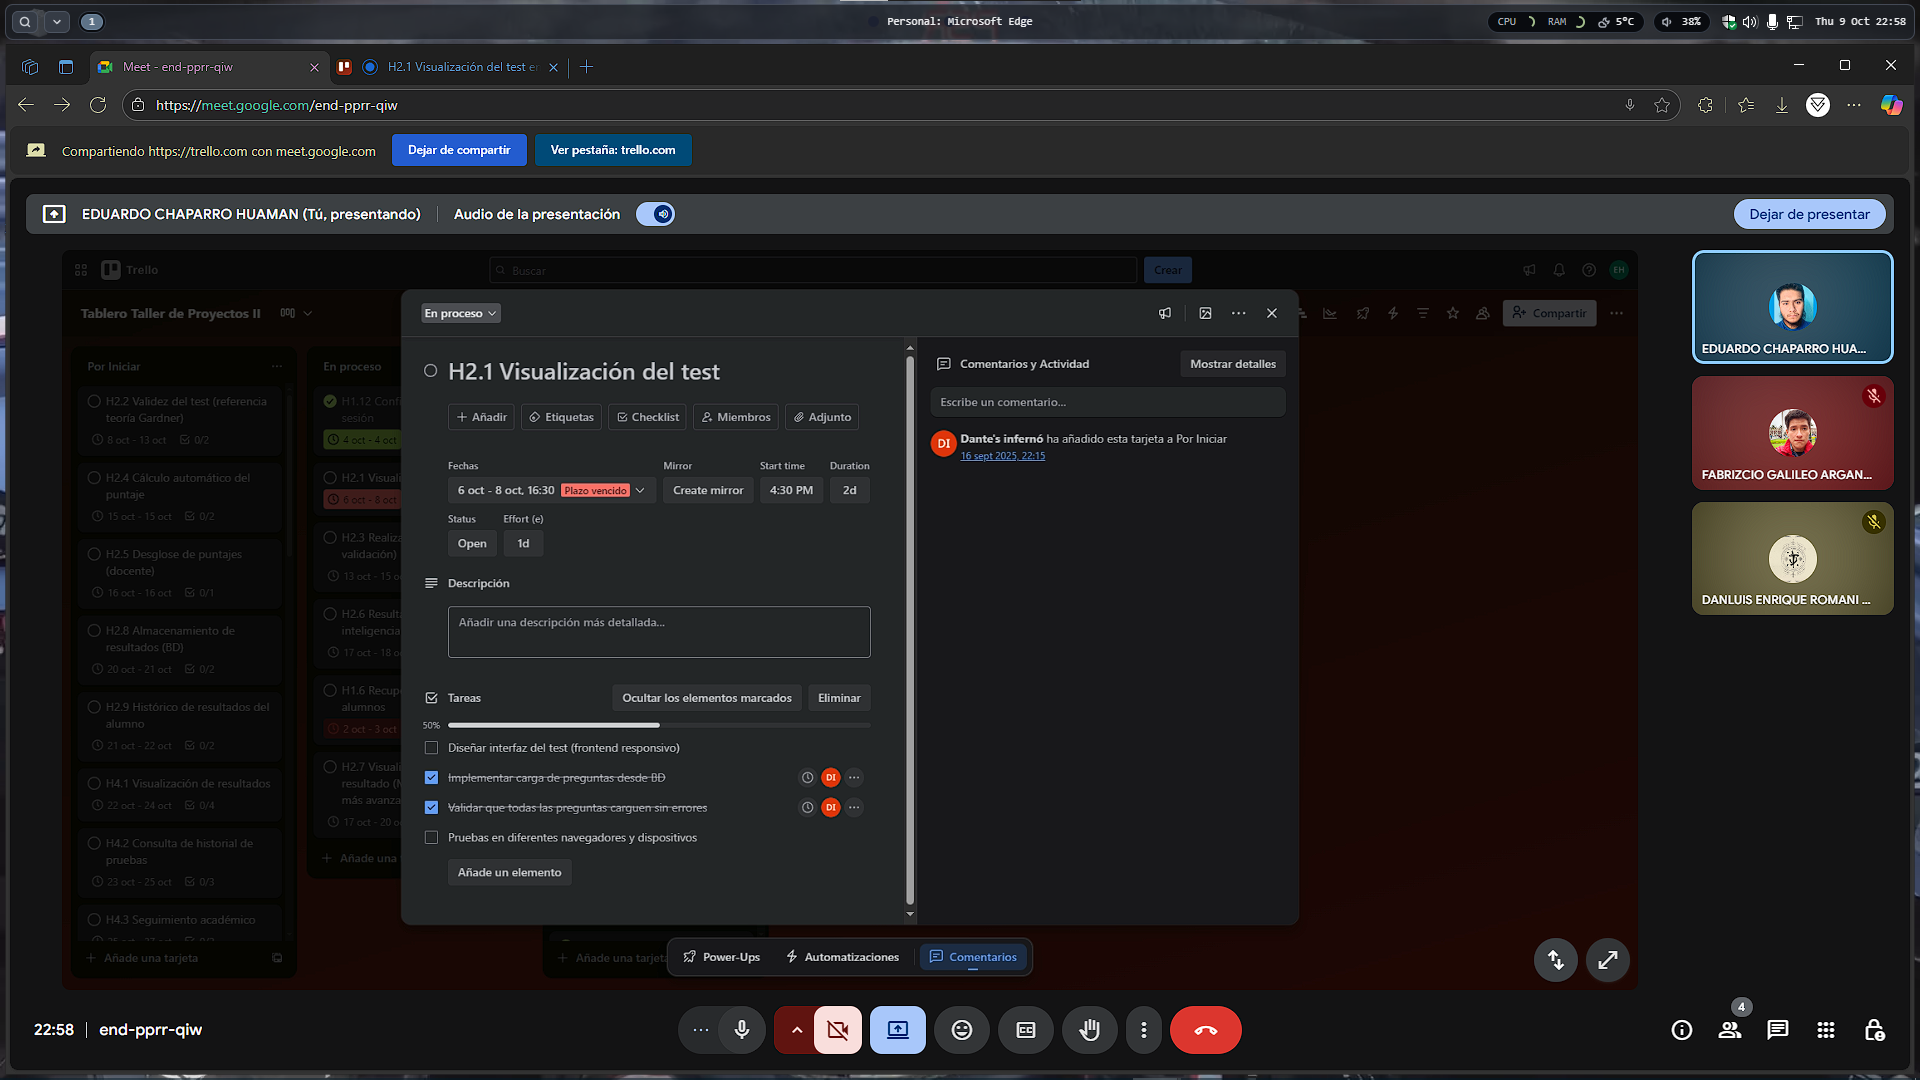 1
Personal: Microsoft Edge
CPU
RAM
5°C
38%
Thu 9 Oct 22:58
Meet - end-pprr-qiw
H2.1 Visualización del test en
https://meet.google.com/end-pprr-qiw
Compartiendo https://trello.com con meet.google.com
Dejar de compartir
Ver pestaña: trello.com
EDUARDO CHAPARRO HUAMAN (Tú, presentando)
Audio de la presentación
Dejar de presentar
Trello
Buscar
Crear
EH
Tablero Taller de Proyectos II
Compartir
Por Iniciar
H2.2 Validez del test (referencia
teoría Gardner)
8 oct - 13 oct
0/2
H2.4 Cálculo automático del
puntaje
15 oct - 15 oct
0/2
H2.5 Desglose de puntajes
(docente)
16 oct - 16 oct
0/1
H2.8 Almacenamiento de
resultados (BD)
20 oct - 21 oct
0/2
H2.9 Histórico de resultados del
alumno
21 oct - 22 oct
0/2
H4.1 Visualización de resultados
22 oct - 24 oct
0/4
H4.2 Consulta de historial de
pruebas
23 oct - 25 oct
0/3
H4.3 Seguimiento académico
Añade una tarjeta
En proceso
H1.12 Confi
sesión
4 oct - 4 oct
H2.1 Visuali
6 oct - 8 oct
H2.3 Realiza
validación)
13 oct - 15 o
H2.6 Result
inteligencia
17 oct - 18 o
H1.6 Recup
alumnos
2 oct - 3 oct
H2.7 Visuali
resultado (N
más avanza
17 oct - 20 o
Añade una
Añade una tarjeta
En proceso
H2.1 Visualización del test
Añadir
Etiquetas
Checklist
Miembros
Adjunto
Fechas
Mirror
Start time
Duration
6 oct - 8 oct, 16:30
Plazo vencido
Create mirror
4:30 PM
2d
Status
Effort (e)
Open
1d
Descripción
Añadir una descripción más detallada...
Tareas
Ocultar los elementos marcados
Eliminar
50%
Diseñar interfaz del test (frontend responsivo)
Implementar carga de preguntas desde BD
DI
Validar que todas las preguntas carguen sin errores
DI
Pruebas en diferentes navegadores y dispositivos
Añade un elemento
Comentarios y Actividad
Mostrar detalles
Escribe un comentario...
DI
Dante's infernó ha añadido esta tarjeta a Por Iniciar
16 sept 2025, 22:15
Power-Ups
Automatizaciones
Comentarios
EDUARDO CHAPARRO HUA...
FABRIZCIO GALILEO ARGAN...
DANLUIS ENRIQUE ROMANI ...
22:58
end-pprr-qiw
4